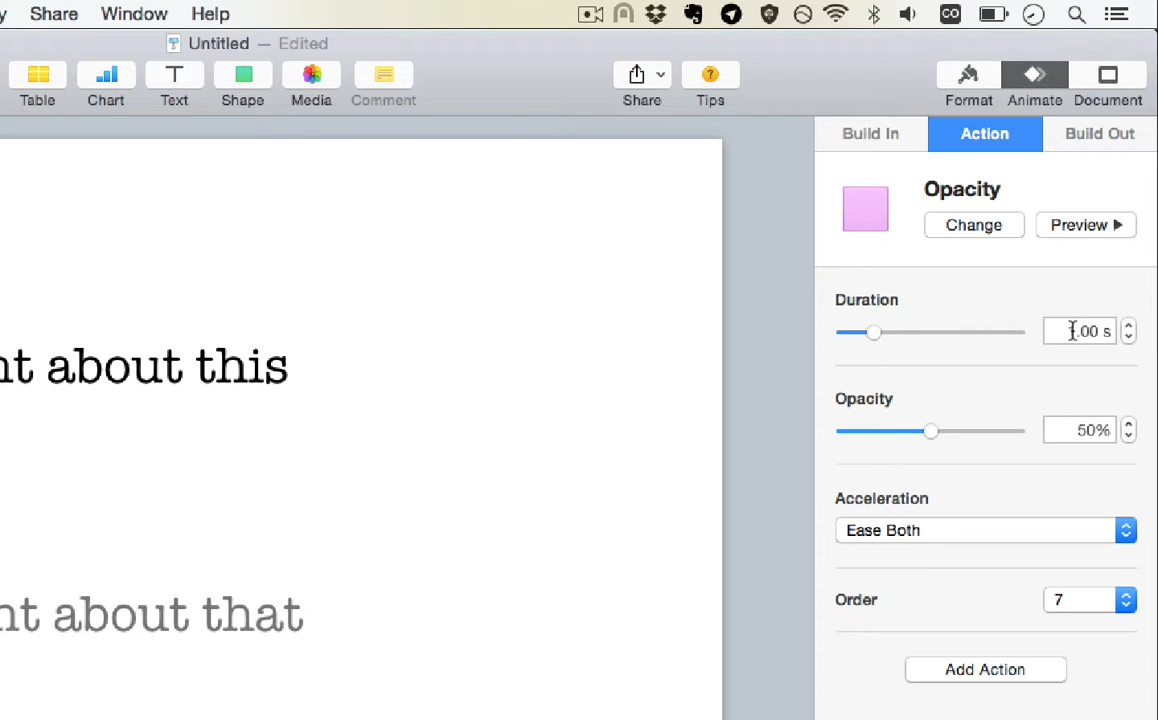 Share Window Help
CO
Untitled — Edited
Table Chart Text Shape Media Comment Share Tips Format Animate Document
Build In Action Build Out
Opacity
Change Preview
Duration
.00 s
nt about this
Opacity
50%
Acceleration
Ease Both
Order 7
nt about that
Add Action